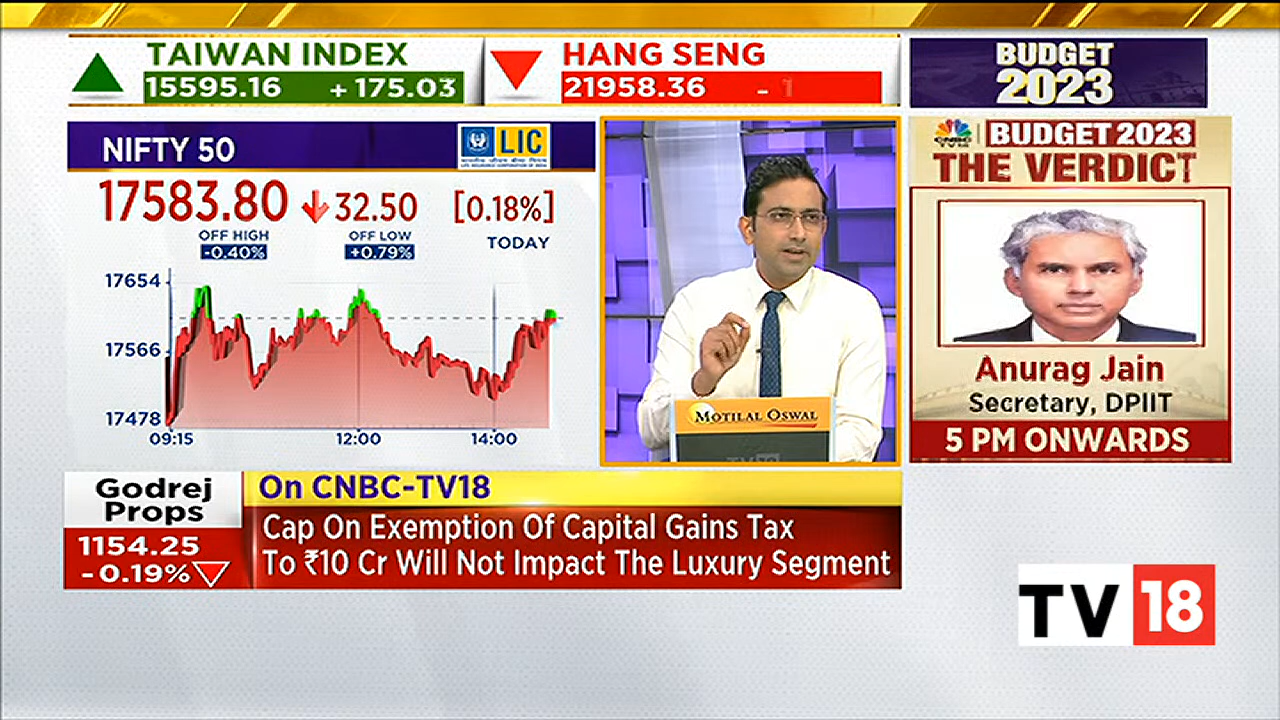 TAIWAN INDEX
15595.16 +175.03
HANG SENG
21958.36 -
BUDGET
2023
NIFTY 50
LIC
17583.80 32.50 [0.18%]
OFF HIGH OFF LOW TODAY
-0.40% +0.79%
17654
17566
17478
09:15 12:00 14:00
MOTILAL OSWAL
TV18
CNBC
TV18
BUDGET 2023
THE VERDICT
Anurag Jain
Secretary, DPIIT
5 PM ONWARDS
Godrej
Props
1154.25
-0.19%
On CNBC-TV18
Cap On Exemption Of Capital Gains Tax
To ₹10 Cr Will Not Impact The Luxury Segment
TV18